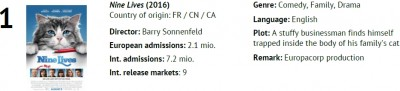 1
Nine Lives (2016)
Country of origin: FR / CN / CA
Director: Barry Sonnenfeld
European admissions: 2.1 mio.
Int. admissions: 7.2 mio.
Int. release markets: 9
Genre: Comedy, Family, Drama
Language: English
Plot: A stuffy businessman finds himself
trapped inside the body of his family's cat
Remark: Europacorp production
Nine Lives